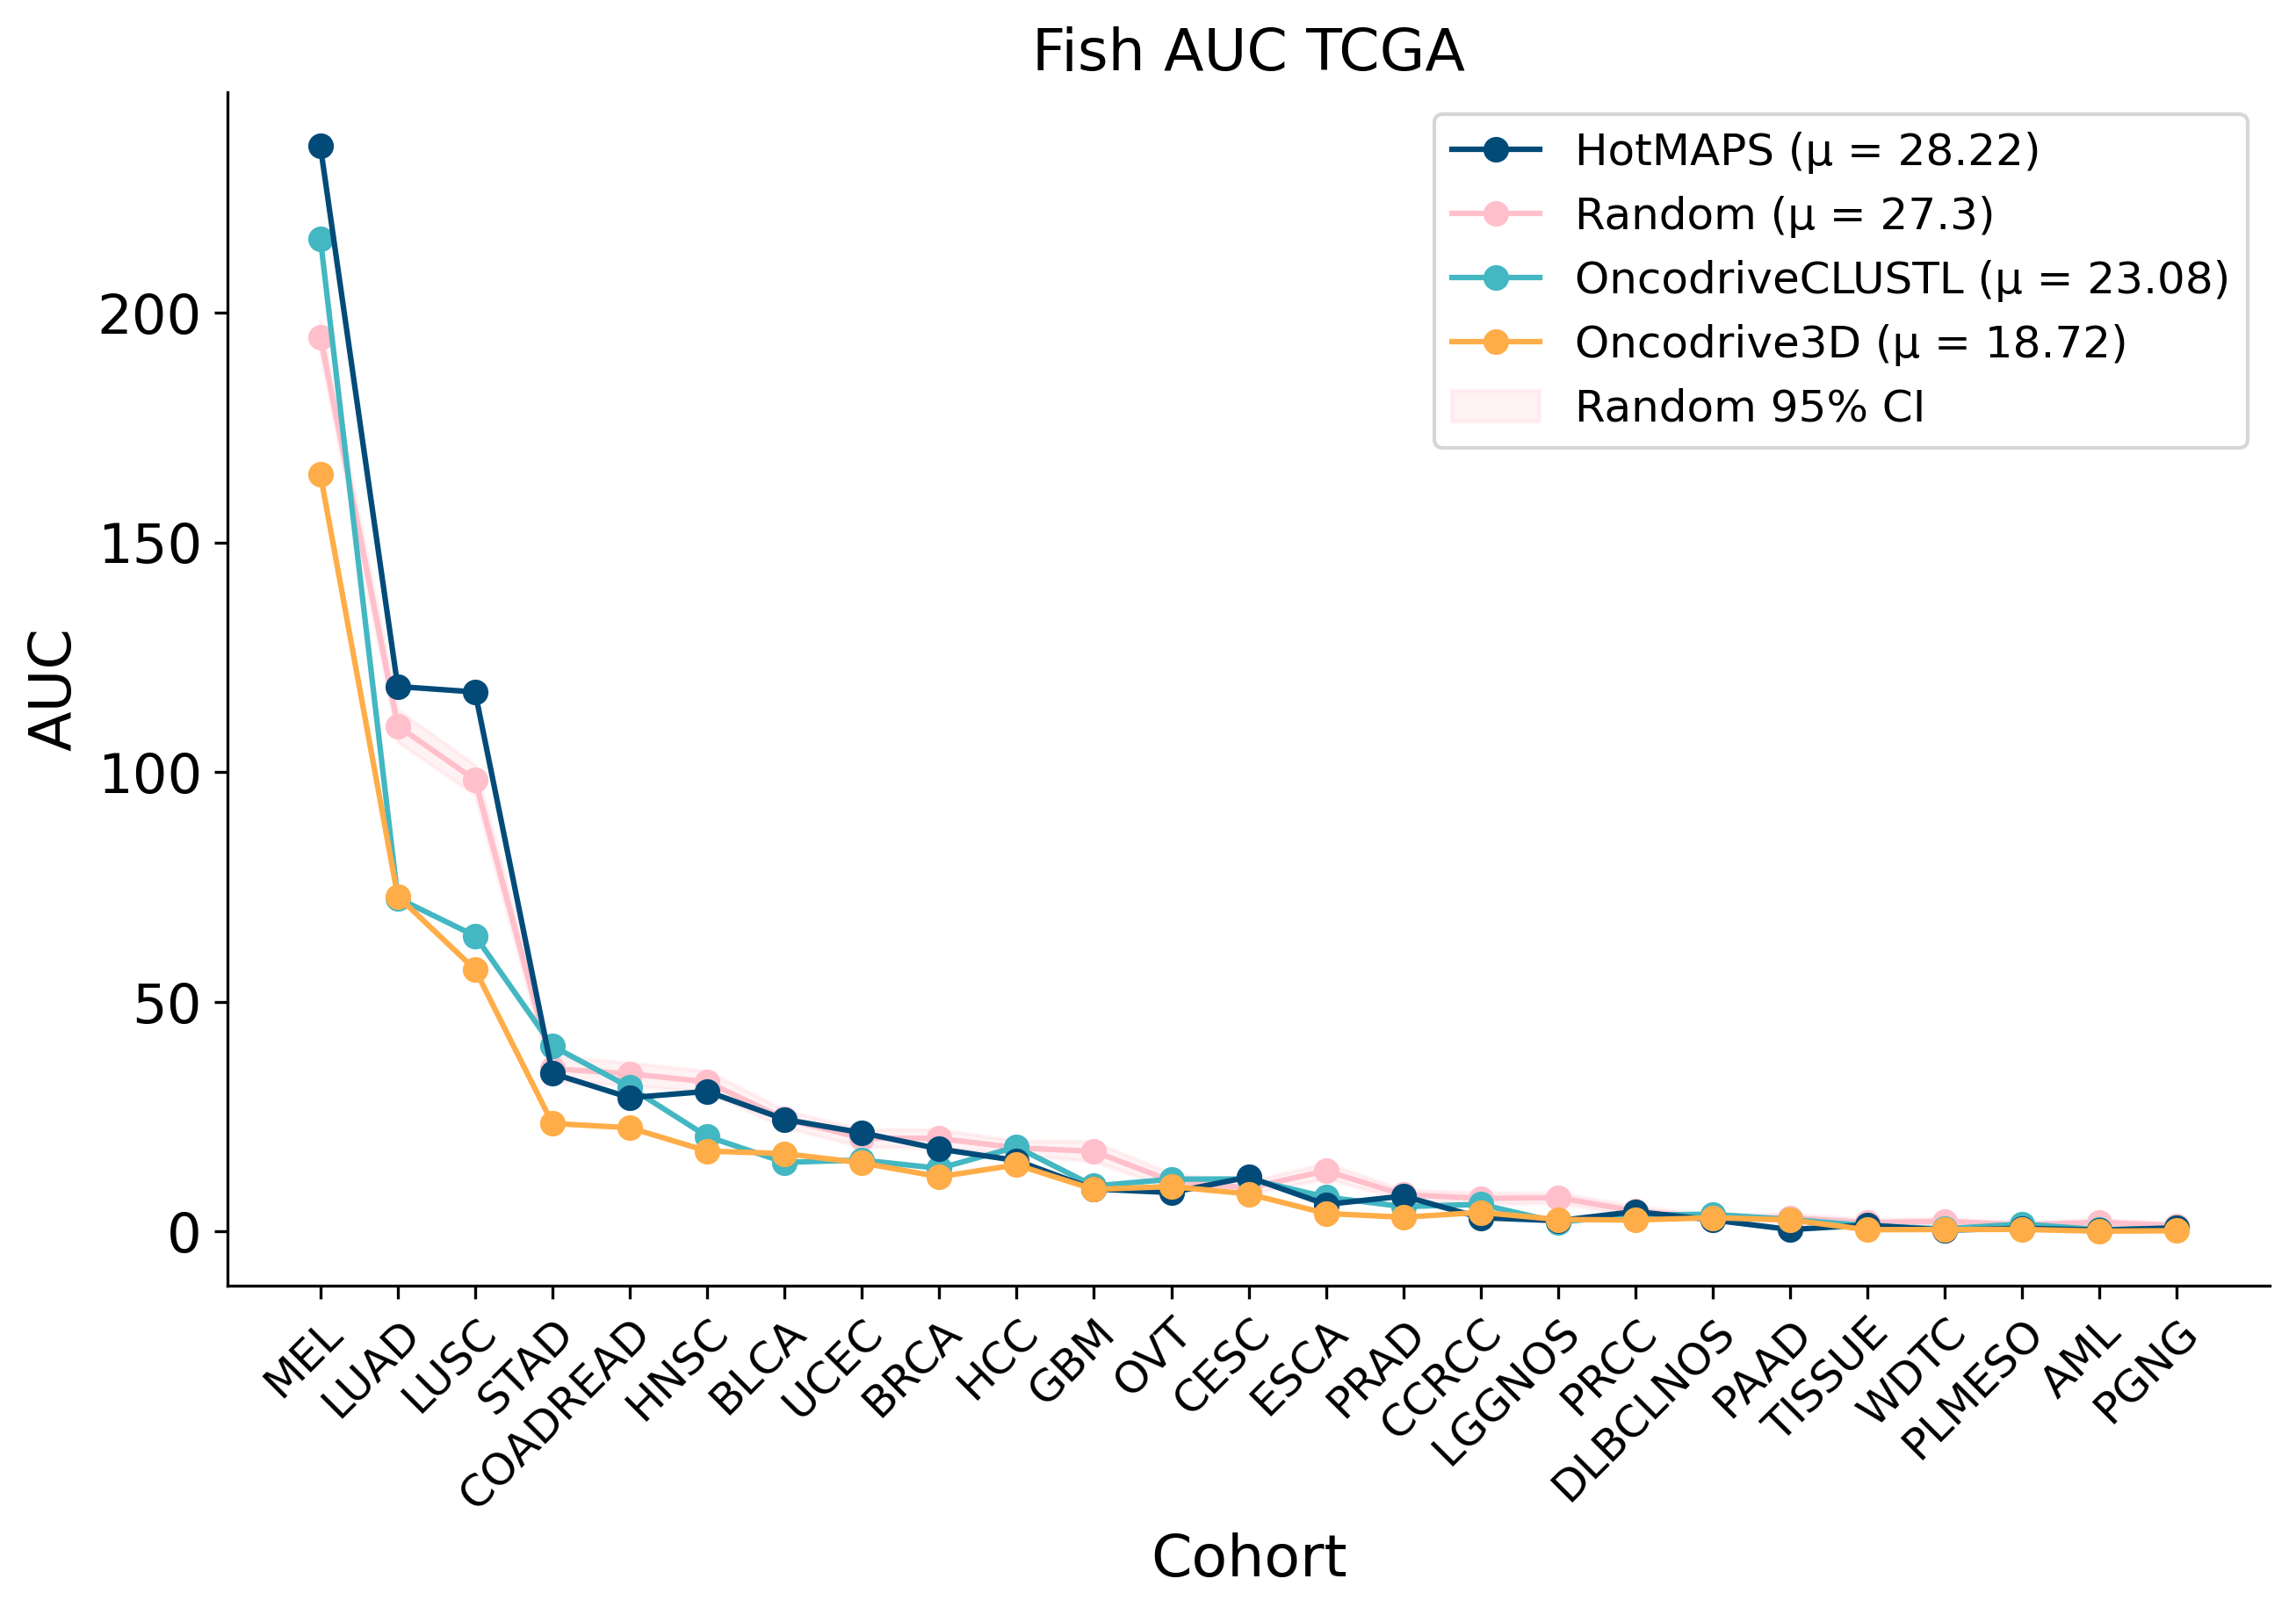 Fish AUC TCGA
HotMAPS (μ = 28.22)
Random (μ = 27.3)
OncodriveCLUSTL (μ = 23.08)
Oncodrive3D (μ = 18.72)
Random 95% CI
AUC
200
150
100
50
0
MEL
LUAD
LUSC
STAD
COADREAD
HNSC
BLCA
UCEC
BRCA
HCC
GBM
OVT
CESC
ESCA
PRAD
CCRCC
LGGNOS
PRCC
DLBCLNOS
PAAD
TISSUE
WDTC
PLMESO
AML
PGNG
Cohort